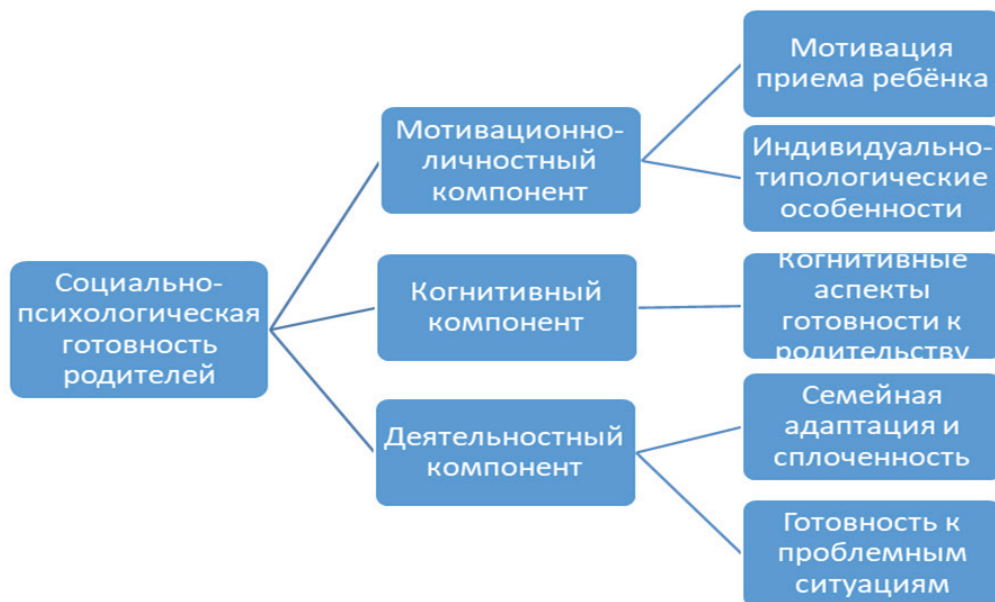 Социально-
психологическая
готовность
родителей
Мотивационно-
личностный
компонент
Мотивация
приема ребёнка
Индивидуально-
типологические
особенности
Когнитивный
компонент
Когнитивные
аспекты
готовности к
родительству
Деятельностный
компонент
Семейная
адаптация и
сплоченность
Готовность к
проблемным
ситуациям